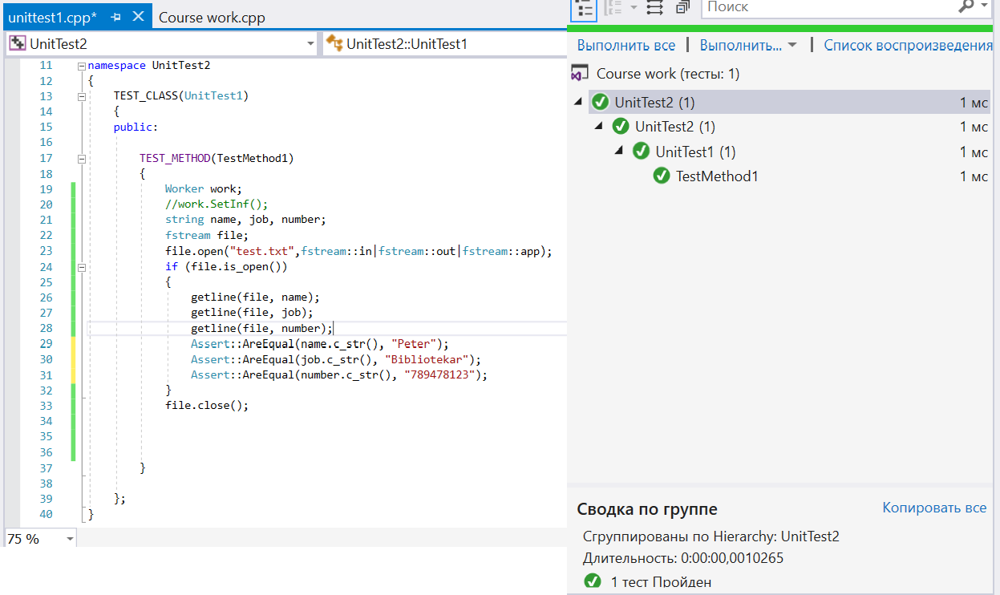 unittest1.cpp*
Course work.cpp
UnitTest2
UnitTest2::UnitTest1
11 namespace UnitTest2
12 {
13 TEST_CLASS(UnitTest1)
14 {
15 public:
16
17 TEST_METHOD(TestMethod1)
18 {
19 Worker work;
20 //work.SetInf();
21 string name, job, number;
22 fstream file;
23 file.open("test.txt",fstream::in|fstream::out|fstream::app);
24 if (file.is_open())
25 {
26 getline(file, name);
27 getline(file, job);
28 getline(file, number);
29 Assert::AreEqual(name.c_str(), "Peter");
30 Assert::AreEqual(job.c_str(), "Bibliotekar");
31 Assert::AreEqual(number.c_str(), "789478123");
32 }
33 file.close();
34
35
36
37 }
38
39 };
40 }
75 %
Поиск
Выполнить все | Выполнить... | Список воспроизведения
Course work (тесты: 1)
UnitTest2 (1) 1 мс
UnitTest2 (1) 1 мс
UnitTest1 (1) 1 мс
TestMethod1 1 мс
Сводка по группе Копировать все
Сгруппированы по Hierarchy: UnitTest2
Длительность: 0:00:00,0010265
1 тест Пройден